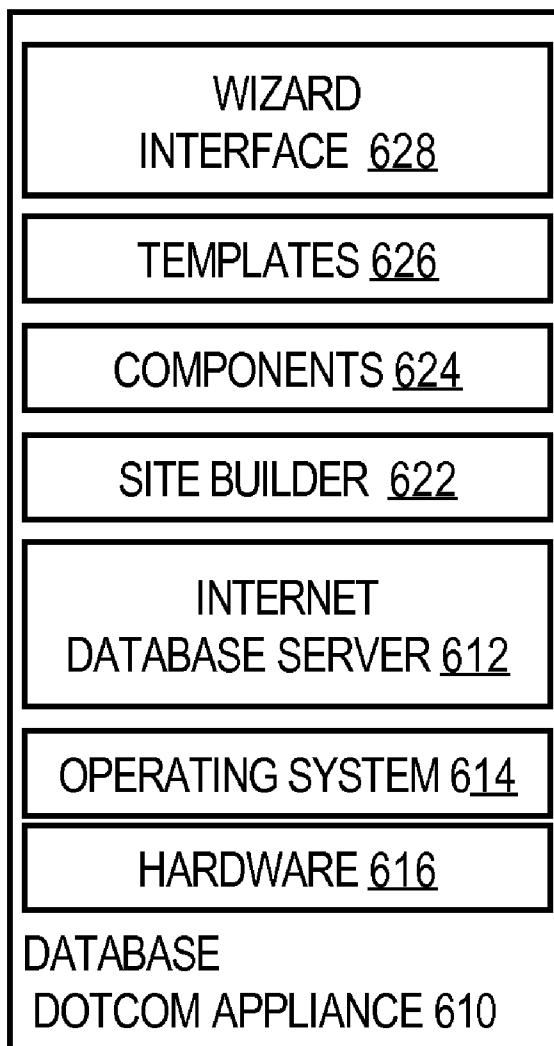 WIZARD
INTERFACE 628
TEMPLATES 626
COMPONENTS 624
SITE BUILDER 622
INTERNET
DATABASE SERVER 612
OPERATING SYSTEM 614
HARDWARE 616
DATABASE
DOTCOM APPLIANCE 610